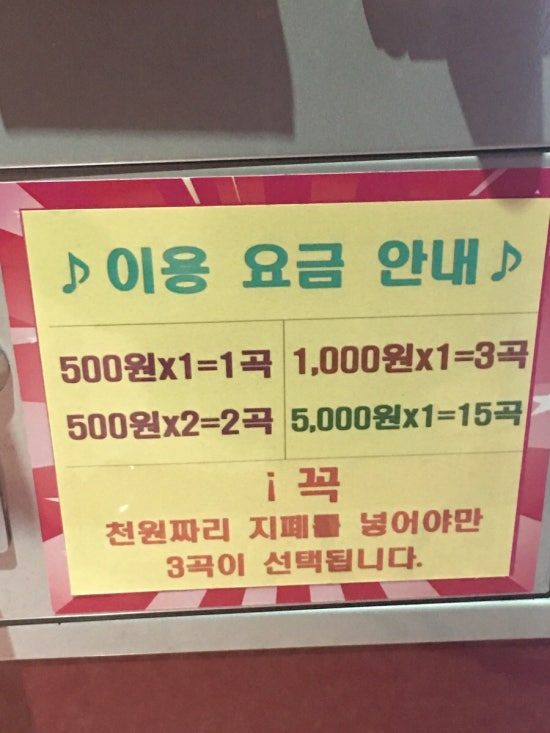 ♪이용 요금 안내♪
500원x1=1곡
1,000원x1=3곡
500원x2=2곡
5,000원x1=15곡
¡ 꼭
천원짜리 지폐를 넣어야만
3곡이 선택됩니다.